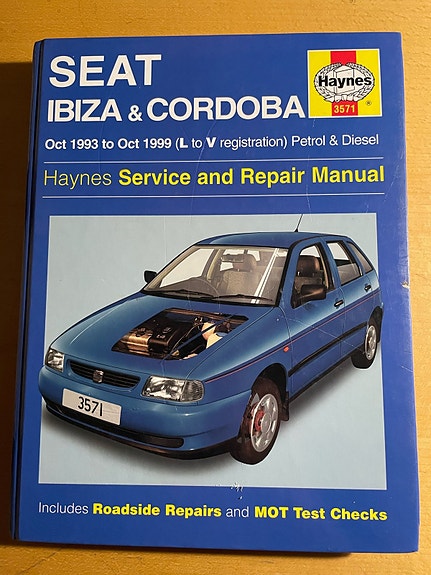 SEAT
IBIZA & CORDOBA
Haynes
3571
®
Oct 1993 to Oct 1999 (L to V registration) Petrol & Diesel
Haynes Service and Repair Manual
3571
Includes Roadside Repairs and MOT Test Checks